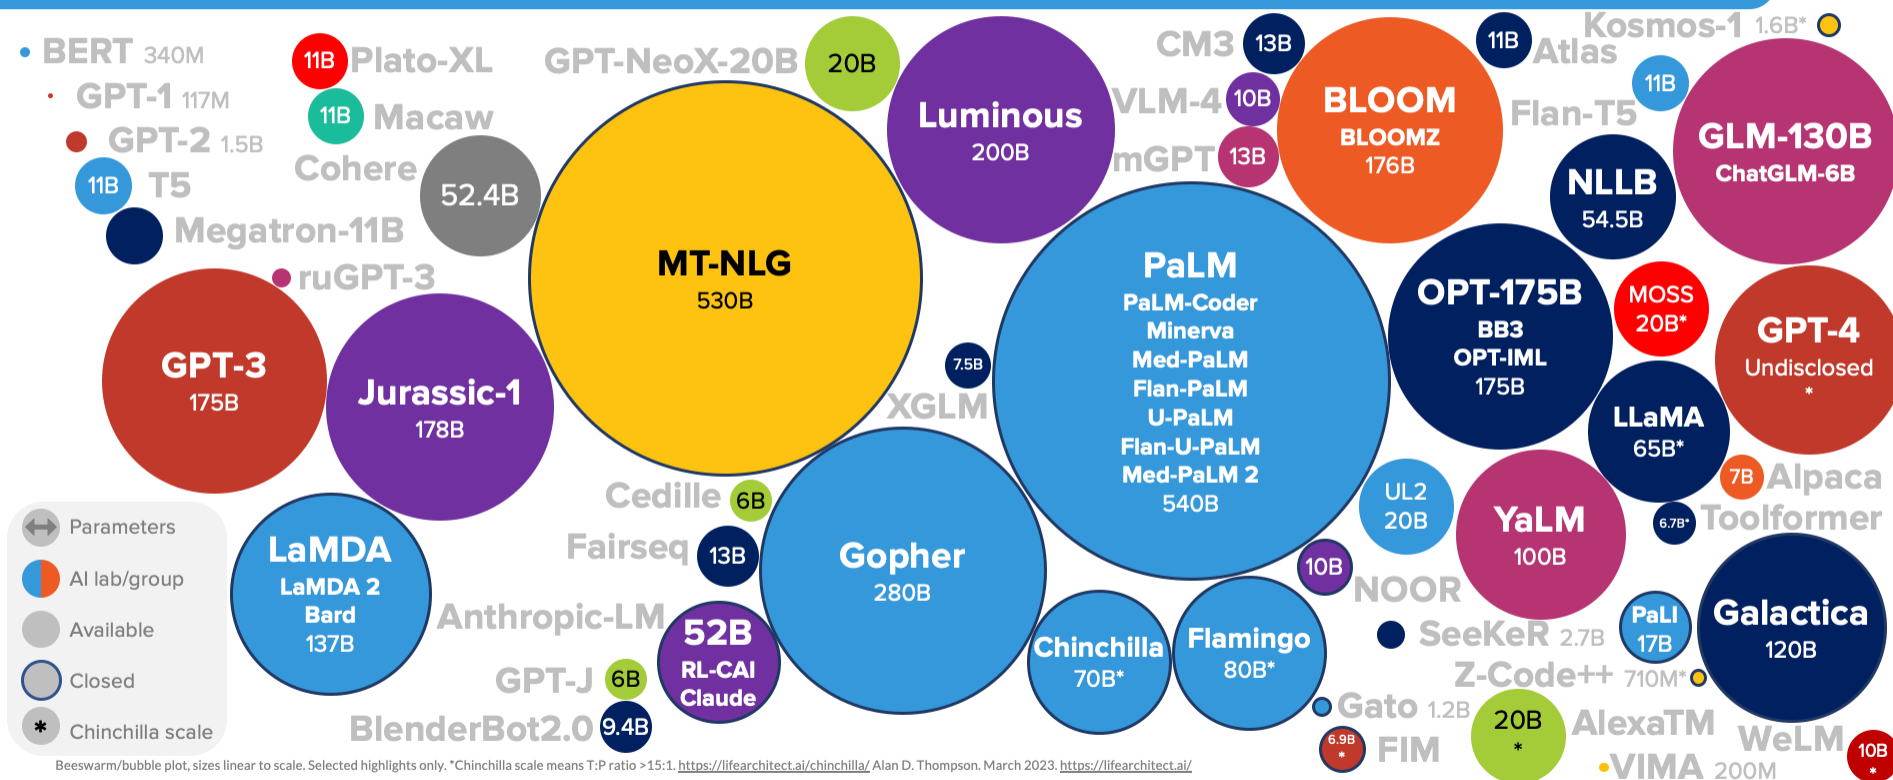 BERT 340M
GPT-1 117M
GPT-2 1.5B
11B T5
Megatron-11B
ruGPT-3
11B Plato-XL
11B Macaw
Cohere
52.4B
GPT-NeoX-20B 20B
MT-NLG
530B
Luminous
200B
CM3 13B
VLM-4 10B
mGPT 13B
BLOOM
BLOOMZ
176B
11B Atlas
Kosmos-1 1.6B*
11B
Flan-T5
GLM-130B
ChatGLM-6B
NLLB
54.5B
GPT-3
175B
Jurassic-1
178B
7.5B
XGLM
PaLM
PaLM-Coder
Minerva
Med-PaLM
Flan-PaLM
U-PaLM
Flan-U-PaLM
Med-PaLM 2
540B
OPT-175B
BB3
OPT-IML
175B
MOSS
20B*
GPT-4
Undisclosed
*
LLaMA
65B*
7B Alpaca
6.7B* Toolformer
UL2
20B
YaLM
100B
Parameters
AI lab/group
Available
Closed
* Chinchilla scale
LaMDA
LaMDA 2
Bard
137B
Cedille 6B
Fairseq 13B
Anthropic-LM
52B
RL-CAI
Claude
GPT-J 6B
BlenderBot2.0 9.4B
Gopher
280B
Chinchilla
70B*
Flamingo
80B*
10B
NOOR
SeeKeR 2.7B
PaLI
17B
Galactica
120B
Z-Code++ 710M*
Gato 1.2B
6.9B
*
FIM
20B
*
AlexaTM
VIMA 200M
WeLM
10B
*
Beeswarm/bubble plot, sizes linear to scale. Selected highlights only. *Chinchilla scale means T:P ratio >15:1. https://lifearchitect.ai/chinchilla/ Alan D. Thompson. March 2023. https://lifearchitect.ai/